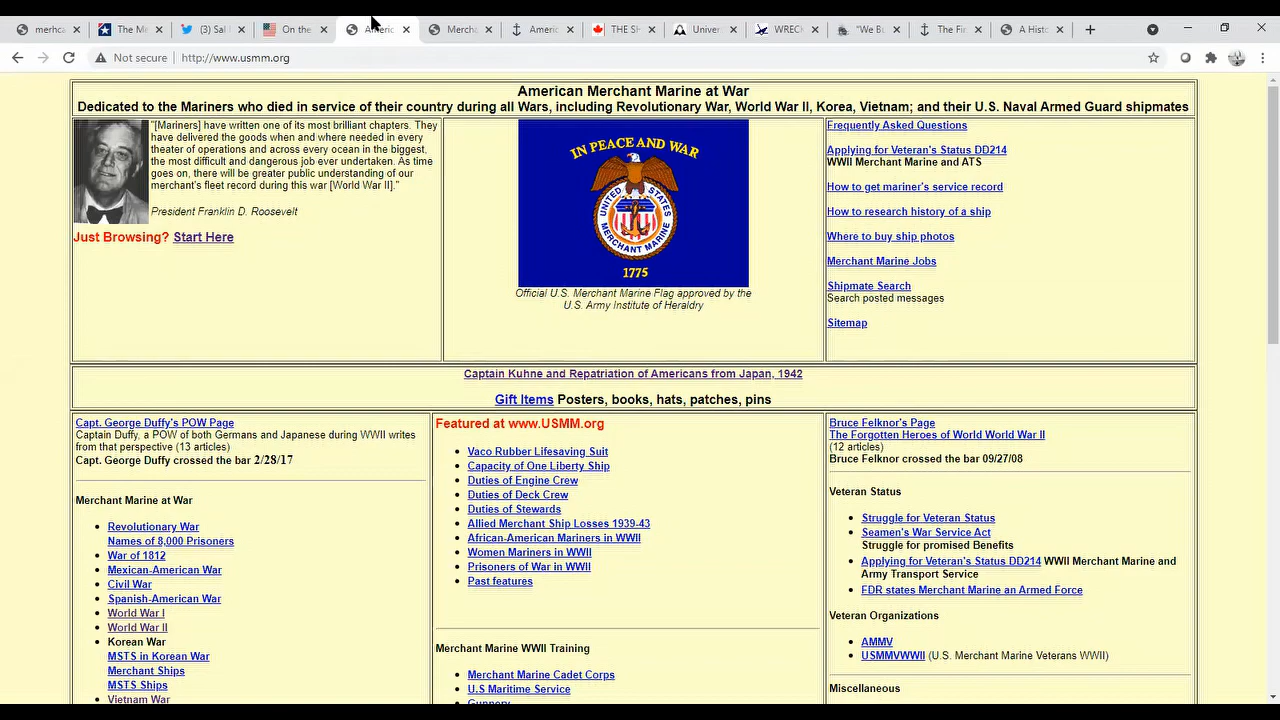 merhca
The Me
(3) Sal
On the
Americ
Mercha
Americ
THE SH
Univer
WRECK
"We Bu
The Fir
A Histo
Not secure
http://www.usmm.org
American Merchant Marine at War
Dedicated to the Mariners who died in service of their country during all Wars, including Revolutionary War, World War II, Korea, Vietnam; and their U.S. Naval Armed Guard shipmates
"[Mariners] have written one of its most brilliant chapters. They
have delivered the goods when and where needed in every
theater of operations and across every ocean in the biggest,
the most difficult and dangerous job ever undertaken. As time
goes on, there will be greater public understanding of our
merchant's fleet record during this war [World War II]."
President Franklin D. Roosevelt
Just Browsing? Start Here
IN PEACE AND WAR
UNITED STATES
MERCHANT MARINE
1775
Official U.S. Merchant Marine Flag approved by the
U.S. Army Institute of Heraldry
Frequently Asked Questions
Applying for Veteran's Status DD214
WWII Merchant Marine and ATS
How to get mariner's service record
How to research history of a ship
Where to buy ship photos
Merchant Marine Jobs
Shipmate Search
Search posted messages
Sitemap
Captain Kuhne and Repatriation of Americans from Japan, 1942
Gift Items Posters, books, hats, patches, pins
Capt. George Duffy's POW Page
Captain Duffy, a POW of both Germans and Japanese during WWII writes
from that perspective (13 articles)
Capt. George Duffy crossed the bar 2/28/17
Merchant Marine at War
Revolutionary War
Names of 8,000 Prisoners
War of 1812
Mexican-American War
Civil War
Spanish-American War
World War I
World War II
Korean War
MSTS in Korean War
Merchant Ships
MSTS Ships
Vietnam War
Featured at www.USMM.org
Vaco Rubber Lifesaving Suit
Capacity of One Liberty Ship
Duties of Engine Crew
Duties of Deck Crew
Duties of Stewards
Allied Merchant Ship Losses 1939-43
African-American Mariners in WWII
Women Mariners in WWII
Prisoners of War in WWII
Past features
Merchant Marine WWII Training
Merchant Marine Cadet Corps
U.S Maritime Service
Gunnery
Bruce Felknor's Page
The Forgotten Heroes of World World War II
(12 articles)
Bruce Felknor crossed the bar 09/27/08
Veteran Status
Struggle for Veteran Status
Seamen's War Service Act
Struggle for promised Benefits
Applying for Veteran's Status DD214 WWII Merchant Marine and
Army Transport Service
FDR states Merchant Marine an Armed Force
Veteran Organizations
AMMV
USMMVWWII (U.S. Merchant Marine Veterans WWII)
Miscellaneous